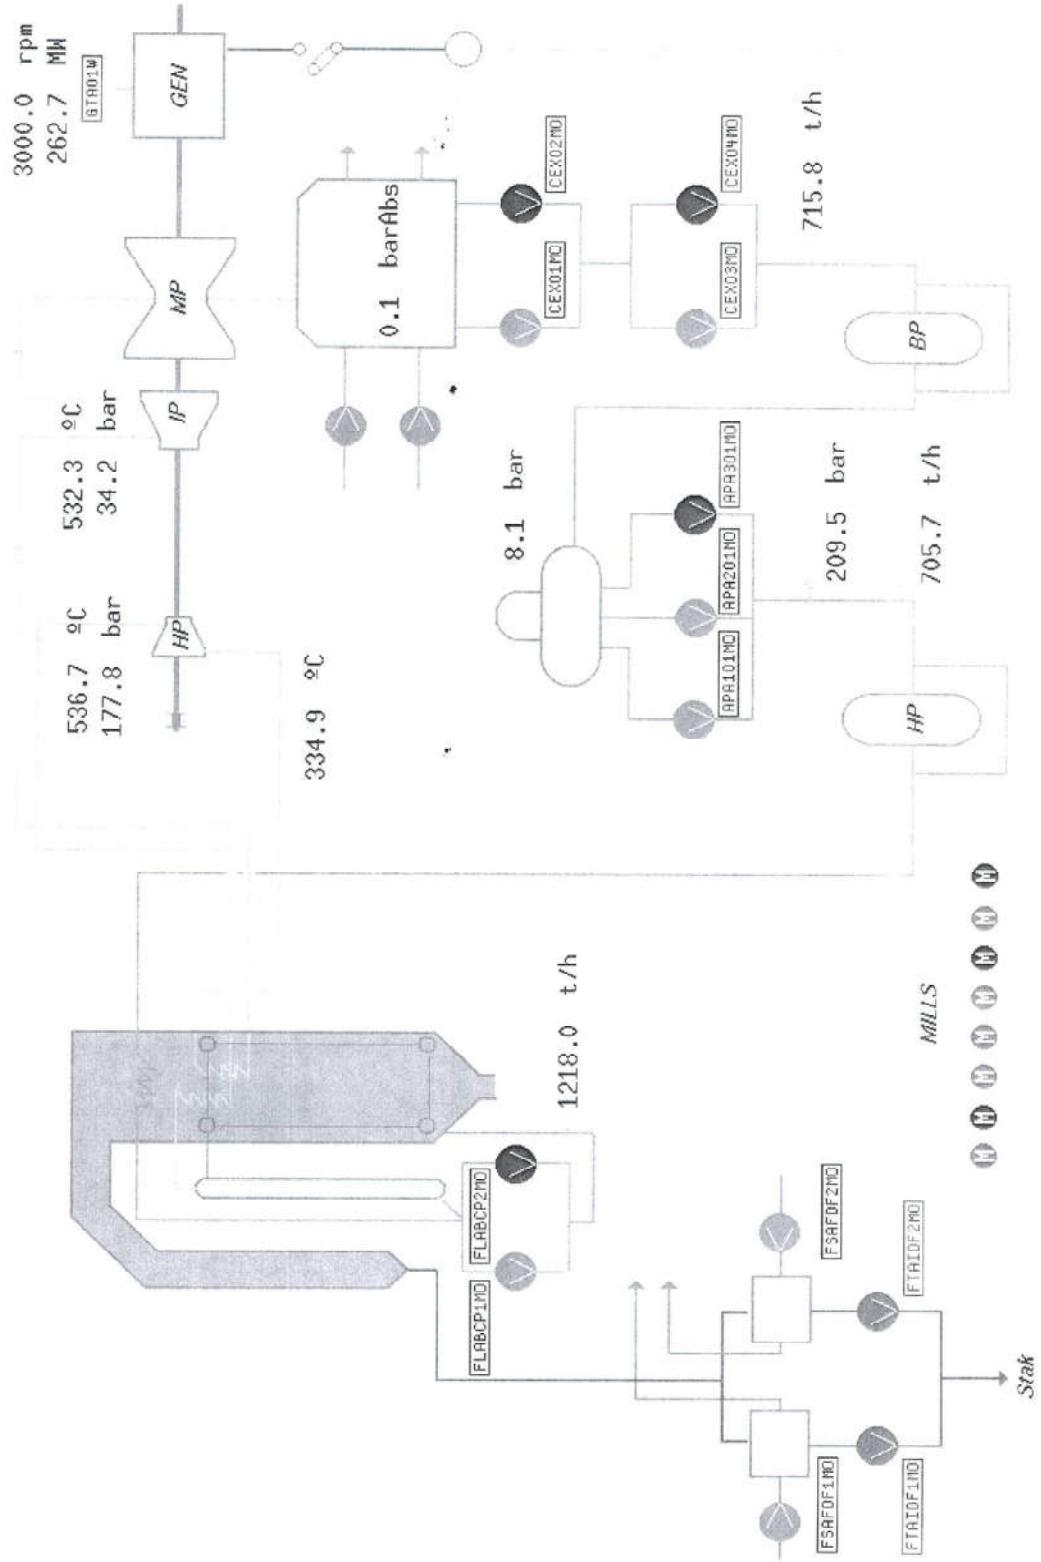 3000.0 rpm
262.7 MW
GTA01W
GEN
MP
532.3 ºC
34.2 bar
IP
536.7 ºC
177.8 bar
HP
334.9 ºC
0.1 barAbs
CEX01MO
CEX02MO
CEX03MO
CEX04MO
715.8 t/h
BP
8.1 bar
APA101MO
APA201MO
APA301MO
209.5 bar
705.7 t/h
HP
1218.0 t/h
FLABCP1MO
FLABCP2MO
MILLS
M M M M M M M M
FSAFDF1MO
FSAFDF2MO
FTAIDF1MO
FTAIDF2MO
Stak